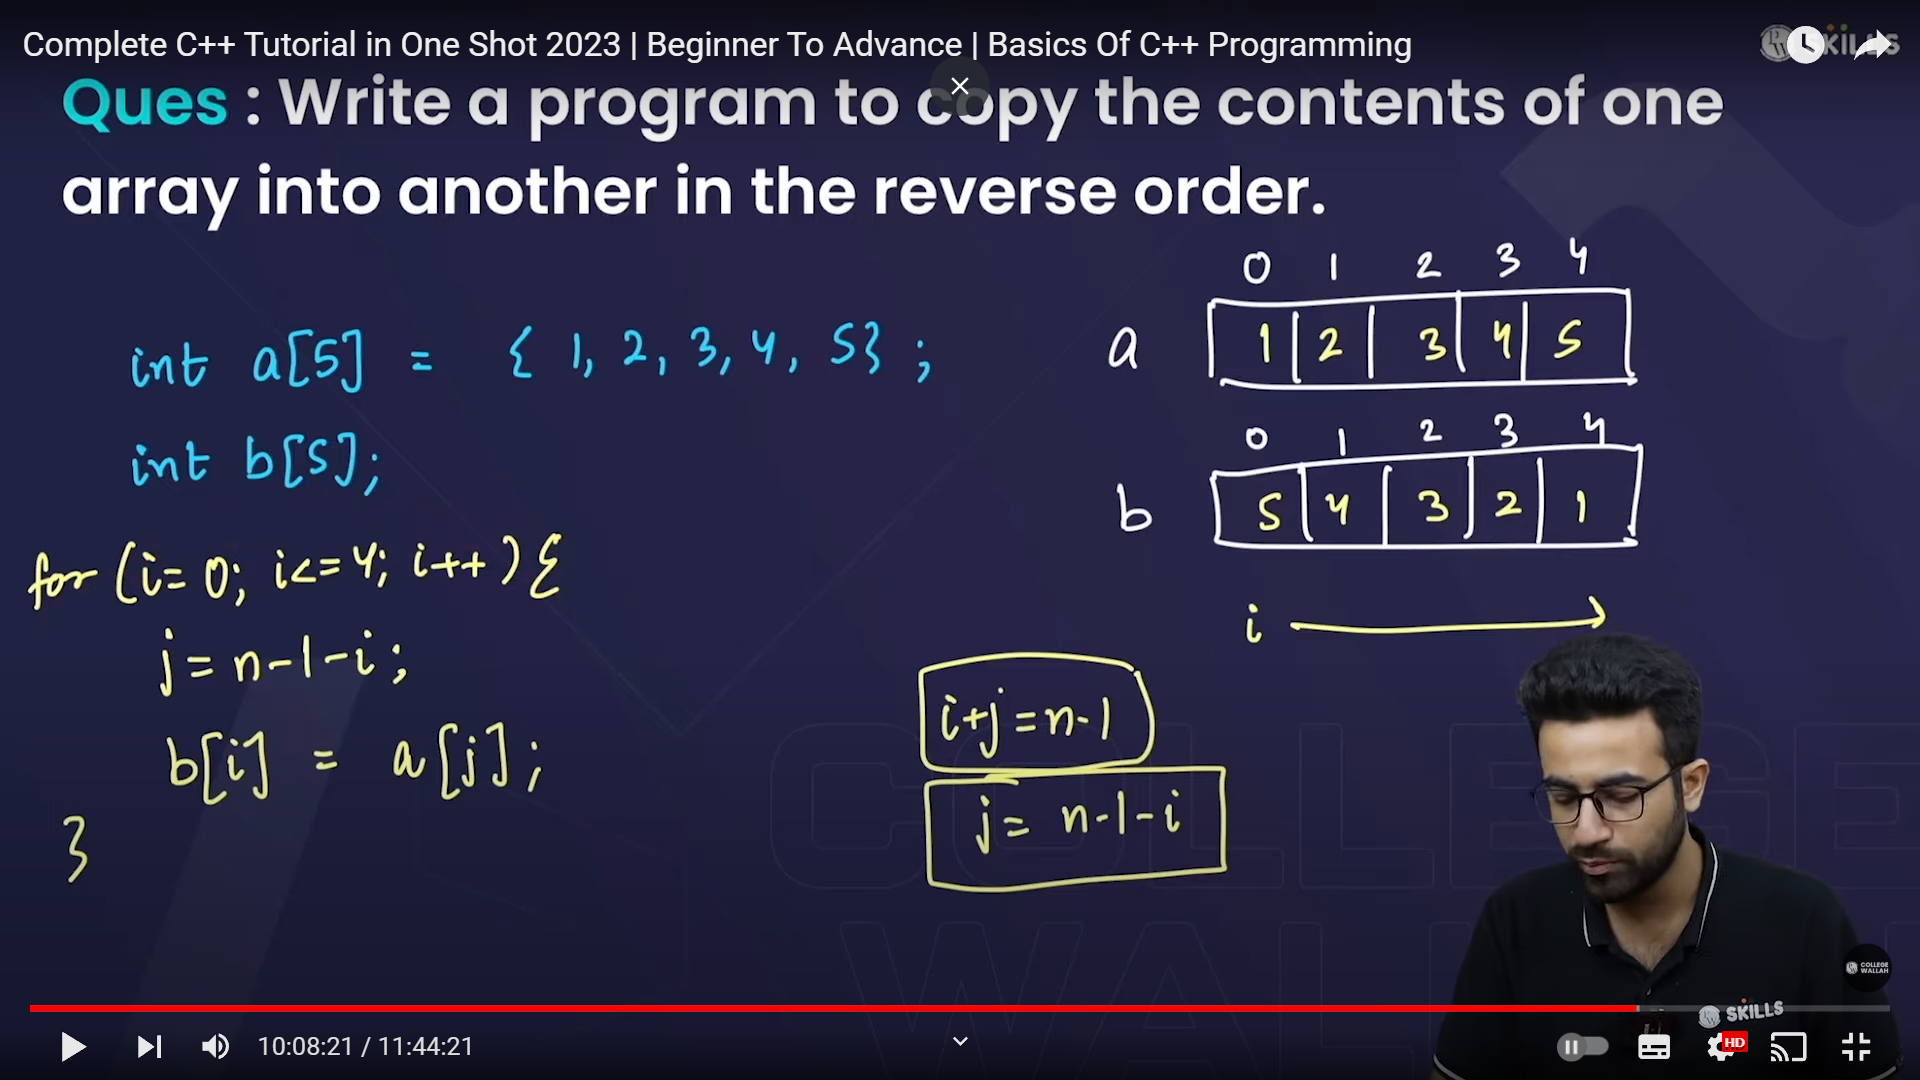 Complete C++ Tutorial in One Shot 2023 | Beginner To Advance | Basics Of C++ Programming
SKILLS
Ques : Write a program to copy the contents of one
array into another in the reverse order.
int a[5] = { 1, 2, 3, 4, 5} ;
int b[5];
for (i= 0; i<= 4; i++ ) {
j = n-1-i ;
b[i] = a[j] ;
}
0 1 2 3 4
a 1 2 3 4 5
0 1 2 3 4
b 5 4 3 2 1
i
i+j = n-1
j = n-1-i
COLLEGE
WALLAH
COLLEGE
WALLAH
SKILLS
10:08:21 / 11:44:21
HD